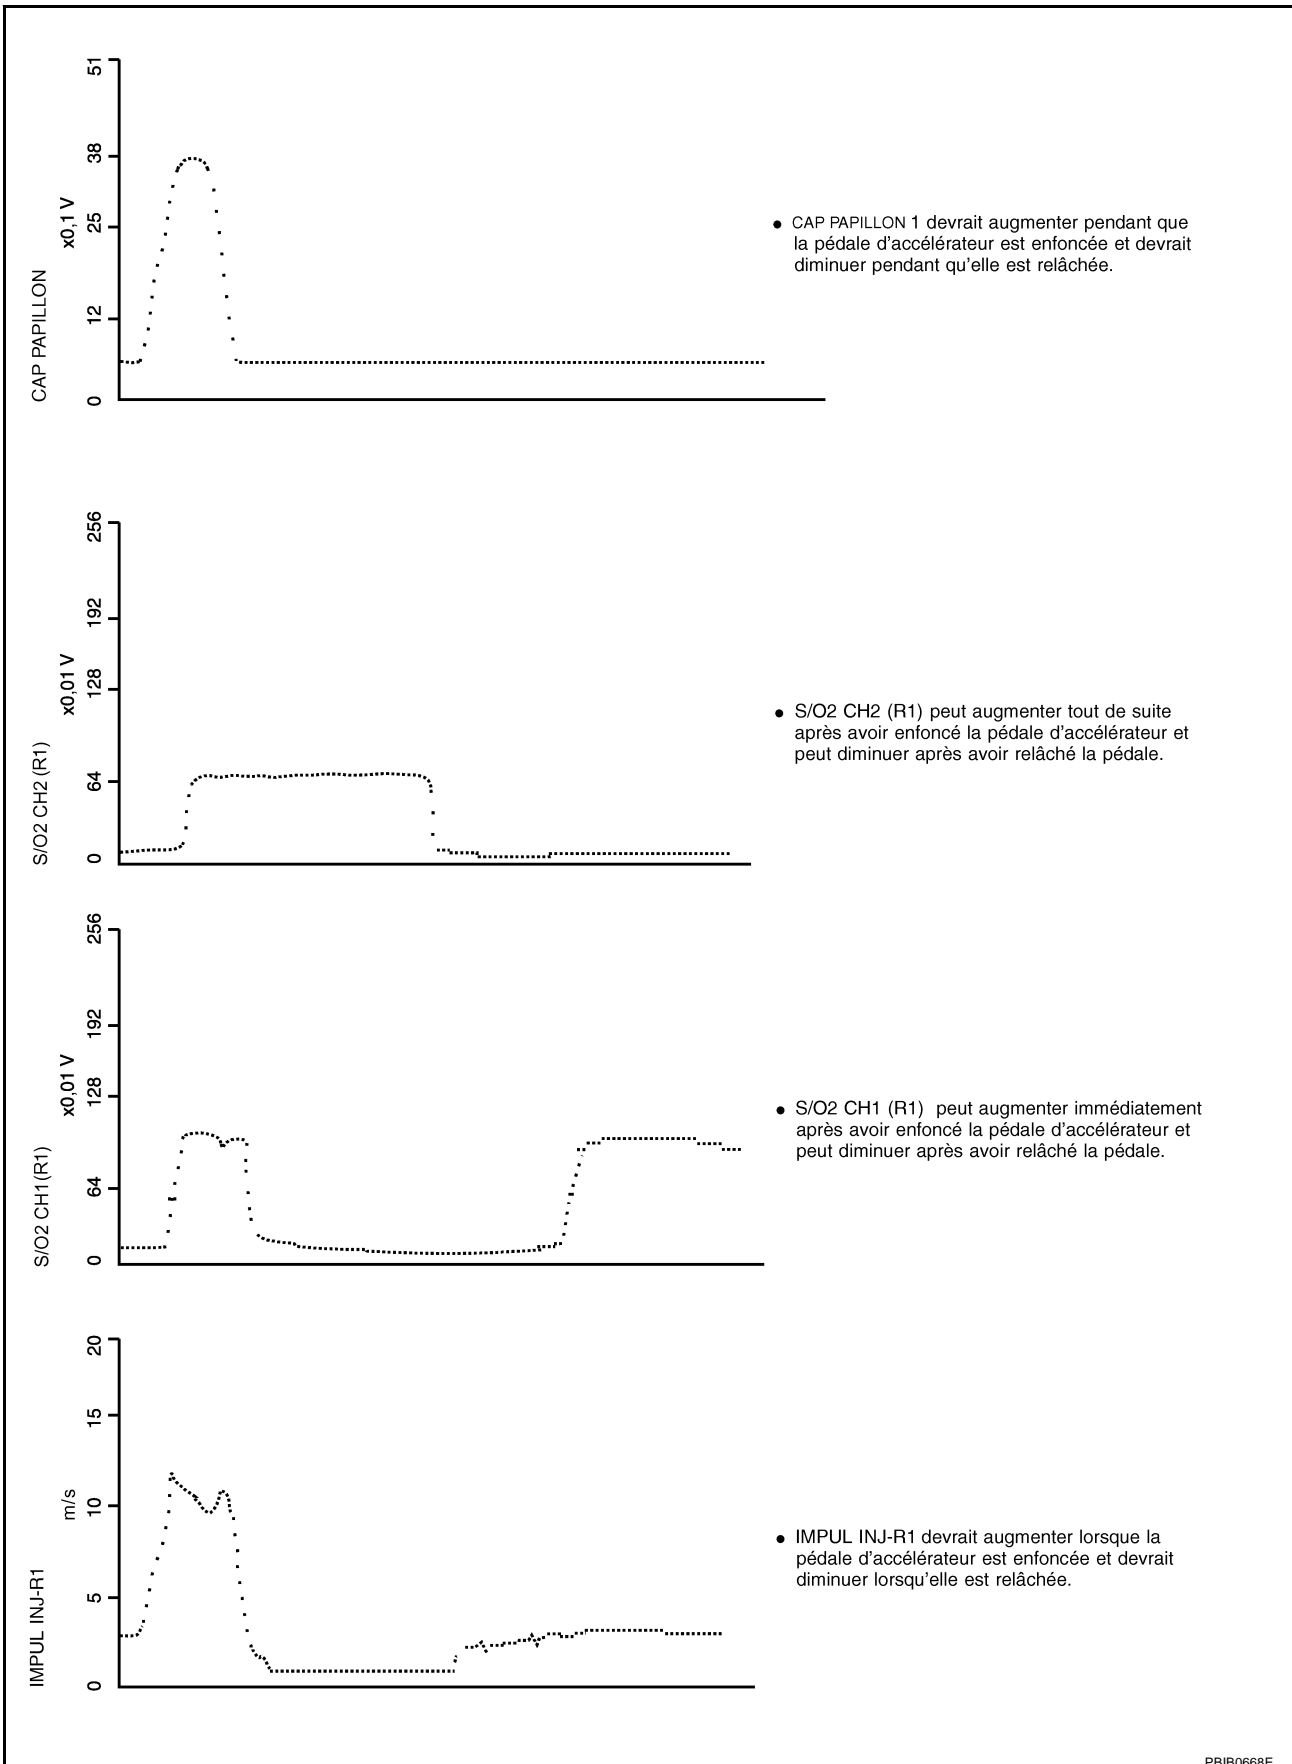 51
38
25
12
0
x0,1 V
CAP PAPILLON
● CAP PAPILLON 1 devrait augmenter pendant que
la pédale d'accélérateur est enfoncée et devrait
diminuer pendant qu'elle est relâchée.
256
192
128
64
0
x0,01 V
S/O2 CH2 (R1)
● S/O2 CH2 (R1) peut augmenter tout de suite
après avoir enfoncé la pédale d'accélérateur et
peut diminuer après avoir relâché la pédale.
256
192
128
64
0
x0,01 V
S/O2 CH1(R1)
● S/O2 CH1 (R1) peut augmenter immédiatement
après avoir enfoncé la pédale d'accélérateur et
peut diminuer après avoir relâché la pédale.
20
15
10
5
0
m/s
IMPUL INJ-R1
● IMPUL INJ-R1 devrait augmenter lorsque la
pédale d'accélérateur est enfoncée et devrait
diminuer lorsqu'elle est relâchée.